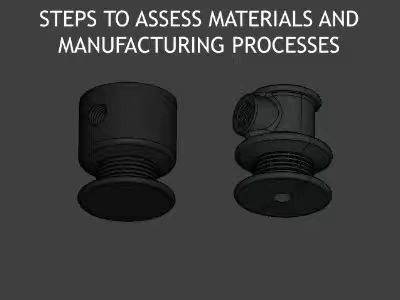 STEPS TO ASSESS MATERIALS AND
MANUFACTURING PROCESSES